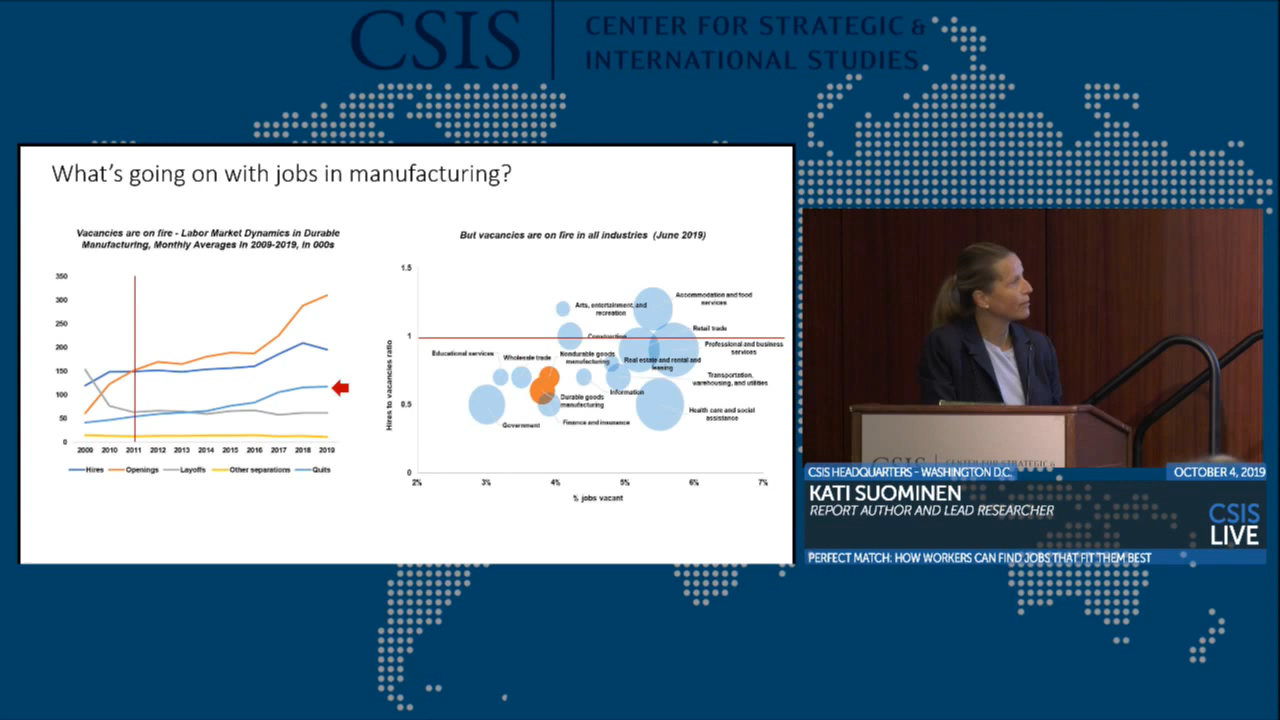 CSIS
CENTER FOR STRATEGIC &
INTERNATIONAL STUDIES
What's going on with jobs in manufacturing?
Vacancies are on fire - Labor Market Dynamics in Durable
Manufacturing, Monthly Averages in 2009-2019, in 000s
350
300
250
200
150
100
50
0
2009 2010 2011 2012 2013 2014 2015 2016 2017 2018 2019
Hires Openings Layoffs Other separations Quits
But vacancies are on fire in all industries (June 2019)
Hires to vacancies ratio
1.5
1
0.5
0
Arts, entertainment, and
recreation
Accommodation and food
services
Construction
Retail trade
Professional and business
services
Educational services
Wholesale trade
Nondurable goods
manufacturing
Real estate and rental and
leasing
Transportation,
warehousing, and utilities
Information
Durable goods
manufacturing
Health care and social
assistance
Government
Finance and insurance
2% 3% 4% 5% 6% 7%
% jobs vacant
CSIS CENTER FOR STRATEGIC &
CSIS HEADQUARTERS - WASHINGTON D.C.
OCTOBER 4, 2019
KATI SUOMINEN
REPORT AUTHOR AND LEAD RESEARCHER
CSIS
LIVE
PERFECT MATCH: HOW WORKERS CAN FIND JOBS THAT FIT THEM BEST